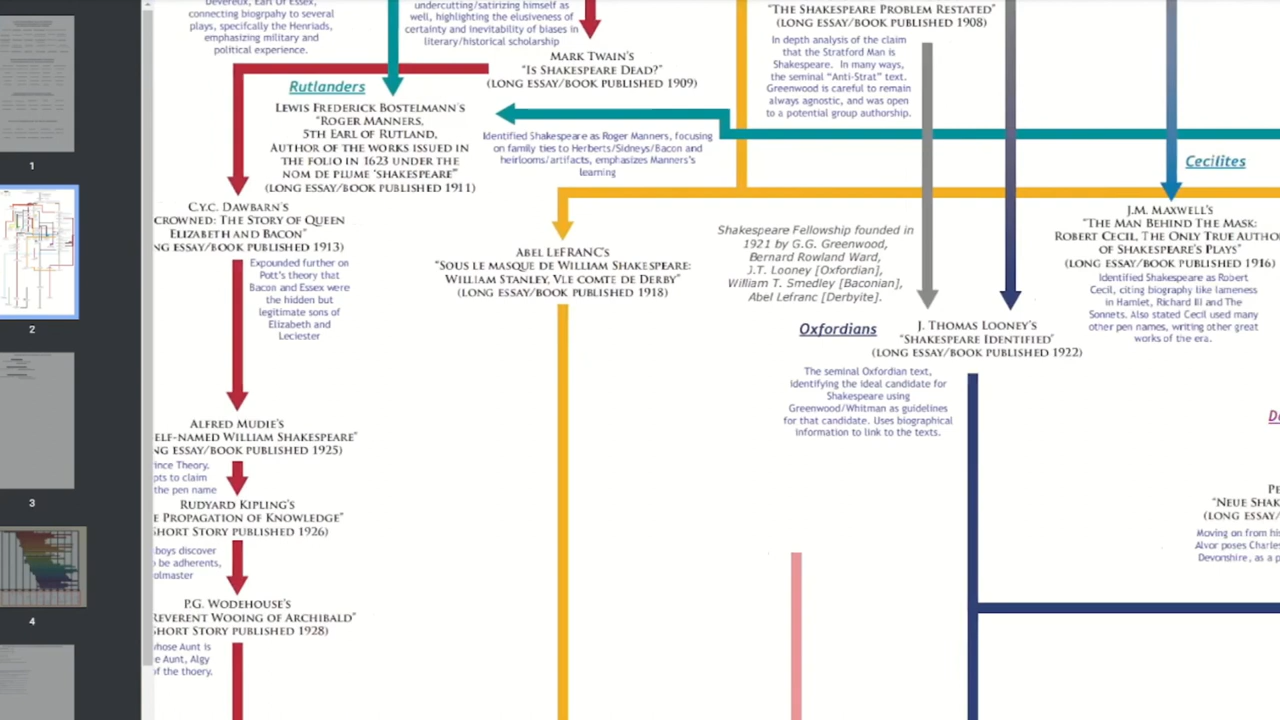 Devereux, Earl Of Essex,
connecting biogrpahy to several
plays, specifcally the Henriads,
emphasizing military and
political experience.
undercutting/satirizing himself as
well, highlighting the elusiveness of
certainty and inevitability of biases in
literary/historical scholarship
"THE SHAKESPEARE PROBLEM RESTATED"
(LONG ESSAY/BOOK PUBLISHED 1908)
In depth analysis of the claim
that the Stratford Man is
Shakespeare. In many ways,
the seminal "Anti-Strat" text.
Greenwood is careful to remain
always agnostic, and was open
to a potential group authorship.
MARK TWAIN'S
"IS SHAKESPEARE DEAD?"
(LONG ESSAY/BOOK PUBLISHED 1909)
Rutlanders
LEWIS FREDERICK BOSTELMANN'S
"ROGER MANNERS,
5TH EARL OF RUTLAND,
AUTHOR OF THE WORKS ISSUED IN
THE FOLIO IN 1623 UNDER THE
NOM DE PLUME 'SHAKESPEARE'"
(LONG ESSAY/BOOK PUBLISHED 1911)
Identified Shakespeare as Roger Manners, focusing
on family ties to Herberts/Sidneys/Bacon and
heirlooms/artifacts, emphasizes Manners's
learning
Cecilites
J.M. MAXWELL'S
"THE MAN BEHIND THE MASK:
ROBERT CECIL, THE ONLY TRUE AUTHO
OF SHAKESPEARE'S PLAYS"
(LONG ESSAY/BOOK PUBLISHED 1916)
Identified Shakespeare as Robert
Cecil, citing biography like lameness
in Hamlet, Richard III and The
Sonnets. Also stated Cecil used many
other pen names, writing other great
works of the era.
C.Y.C. DAWBARN'S
CROWNED: THE STORY OF QUEEN
ELIZABETH AND BACON"
NG ESSAY/BOOK PUBLISHED 1913)
Expounded further on
Pott's theory that
Bacon and Essex were
the hidden but
legitimate sons of
Elizabeth and
Leciester
ABEL LEFRANC'S
"SOUS LE MASQUE DE WILLIAM SHAKESPEARE:
WILLIAM STANLEY, VLE COMTE DE DERBY"
(LONG ESSAY/BOOK PUBLISHED 1918)
Shakespeare Fellowship founded in
1921 by G.G. Greenwood,
Bernard Rowland Ward,
J.T. Looney [Oxfordian],
William T. Smedley [Baconian],
Abel Lefranc [Derbyite].
Oxfordians
J. THOMAS LOONEY'S
"SHAKESPEARE IDENTIFIED"
(LONG ESSAY/BOOK PUBLISHED 1922)
The seminal Oxfordian text,
identifying the ideal candidate for
Shakespeare using
Greenwood/Whitman as guidelines
for that candidate. Uses biographical
information to link to the texts.
ALFRED MUDIE'S
ELF-NAMED WILLIAM SHAKESPEARE"
NG ESSAY/BOOK PUBLISHED 1925)
ince Theory.
pts to claim
the pen name
RUDYARD KIPLING'S
E PROPAGATION OF KNOWLEDGE"
SHORT STORY PUBLISHED 1926)
boys discover
o be adherents,
olmaster
P.G. WODEHOUSE'S
REVERENT WOOING OF ARCHIBALD"
SHORT STORY PUBLISHED 1928)
whose Aunt is
e Aunt, Algy
of the thoery.
D
PE
"NEUE SHAK
(LONG ESSAY/
Moving on from his
Alvor poses Charles
Devonshire, as a p
1
2
3
4